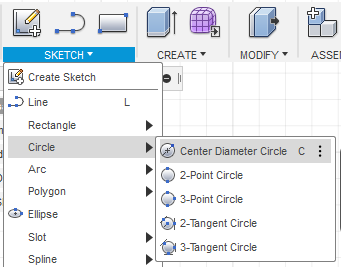 SKETCH CREATE MODIFY ASSE
Create Sketch
Line L
Rectangle
Circle
Center Diameter Circle C
2-Point Circle
3-Point Circle
2-Tangent Circle
3-Tangent Circle
Arc
Polygon
Ellipse
Slot
Spline